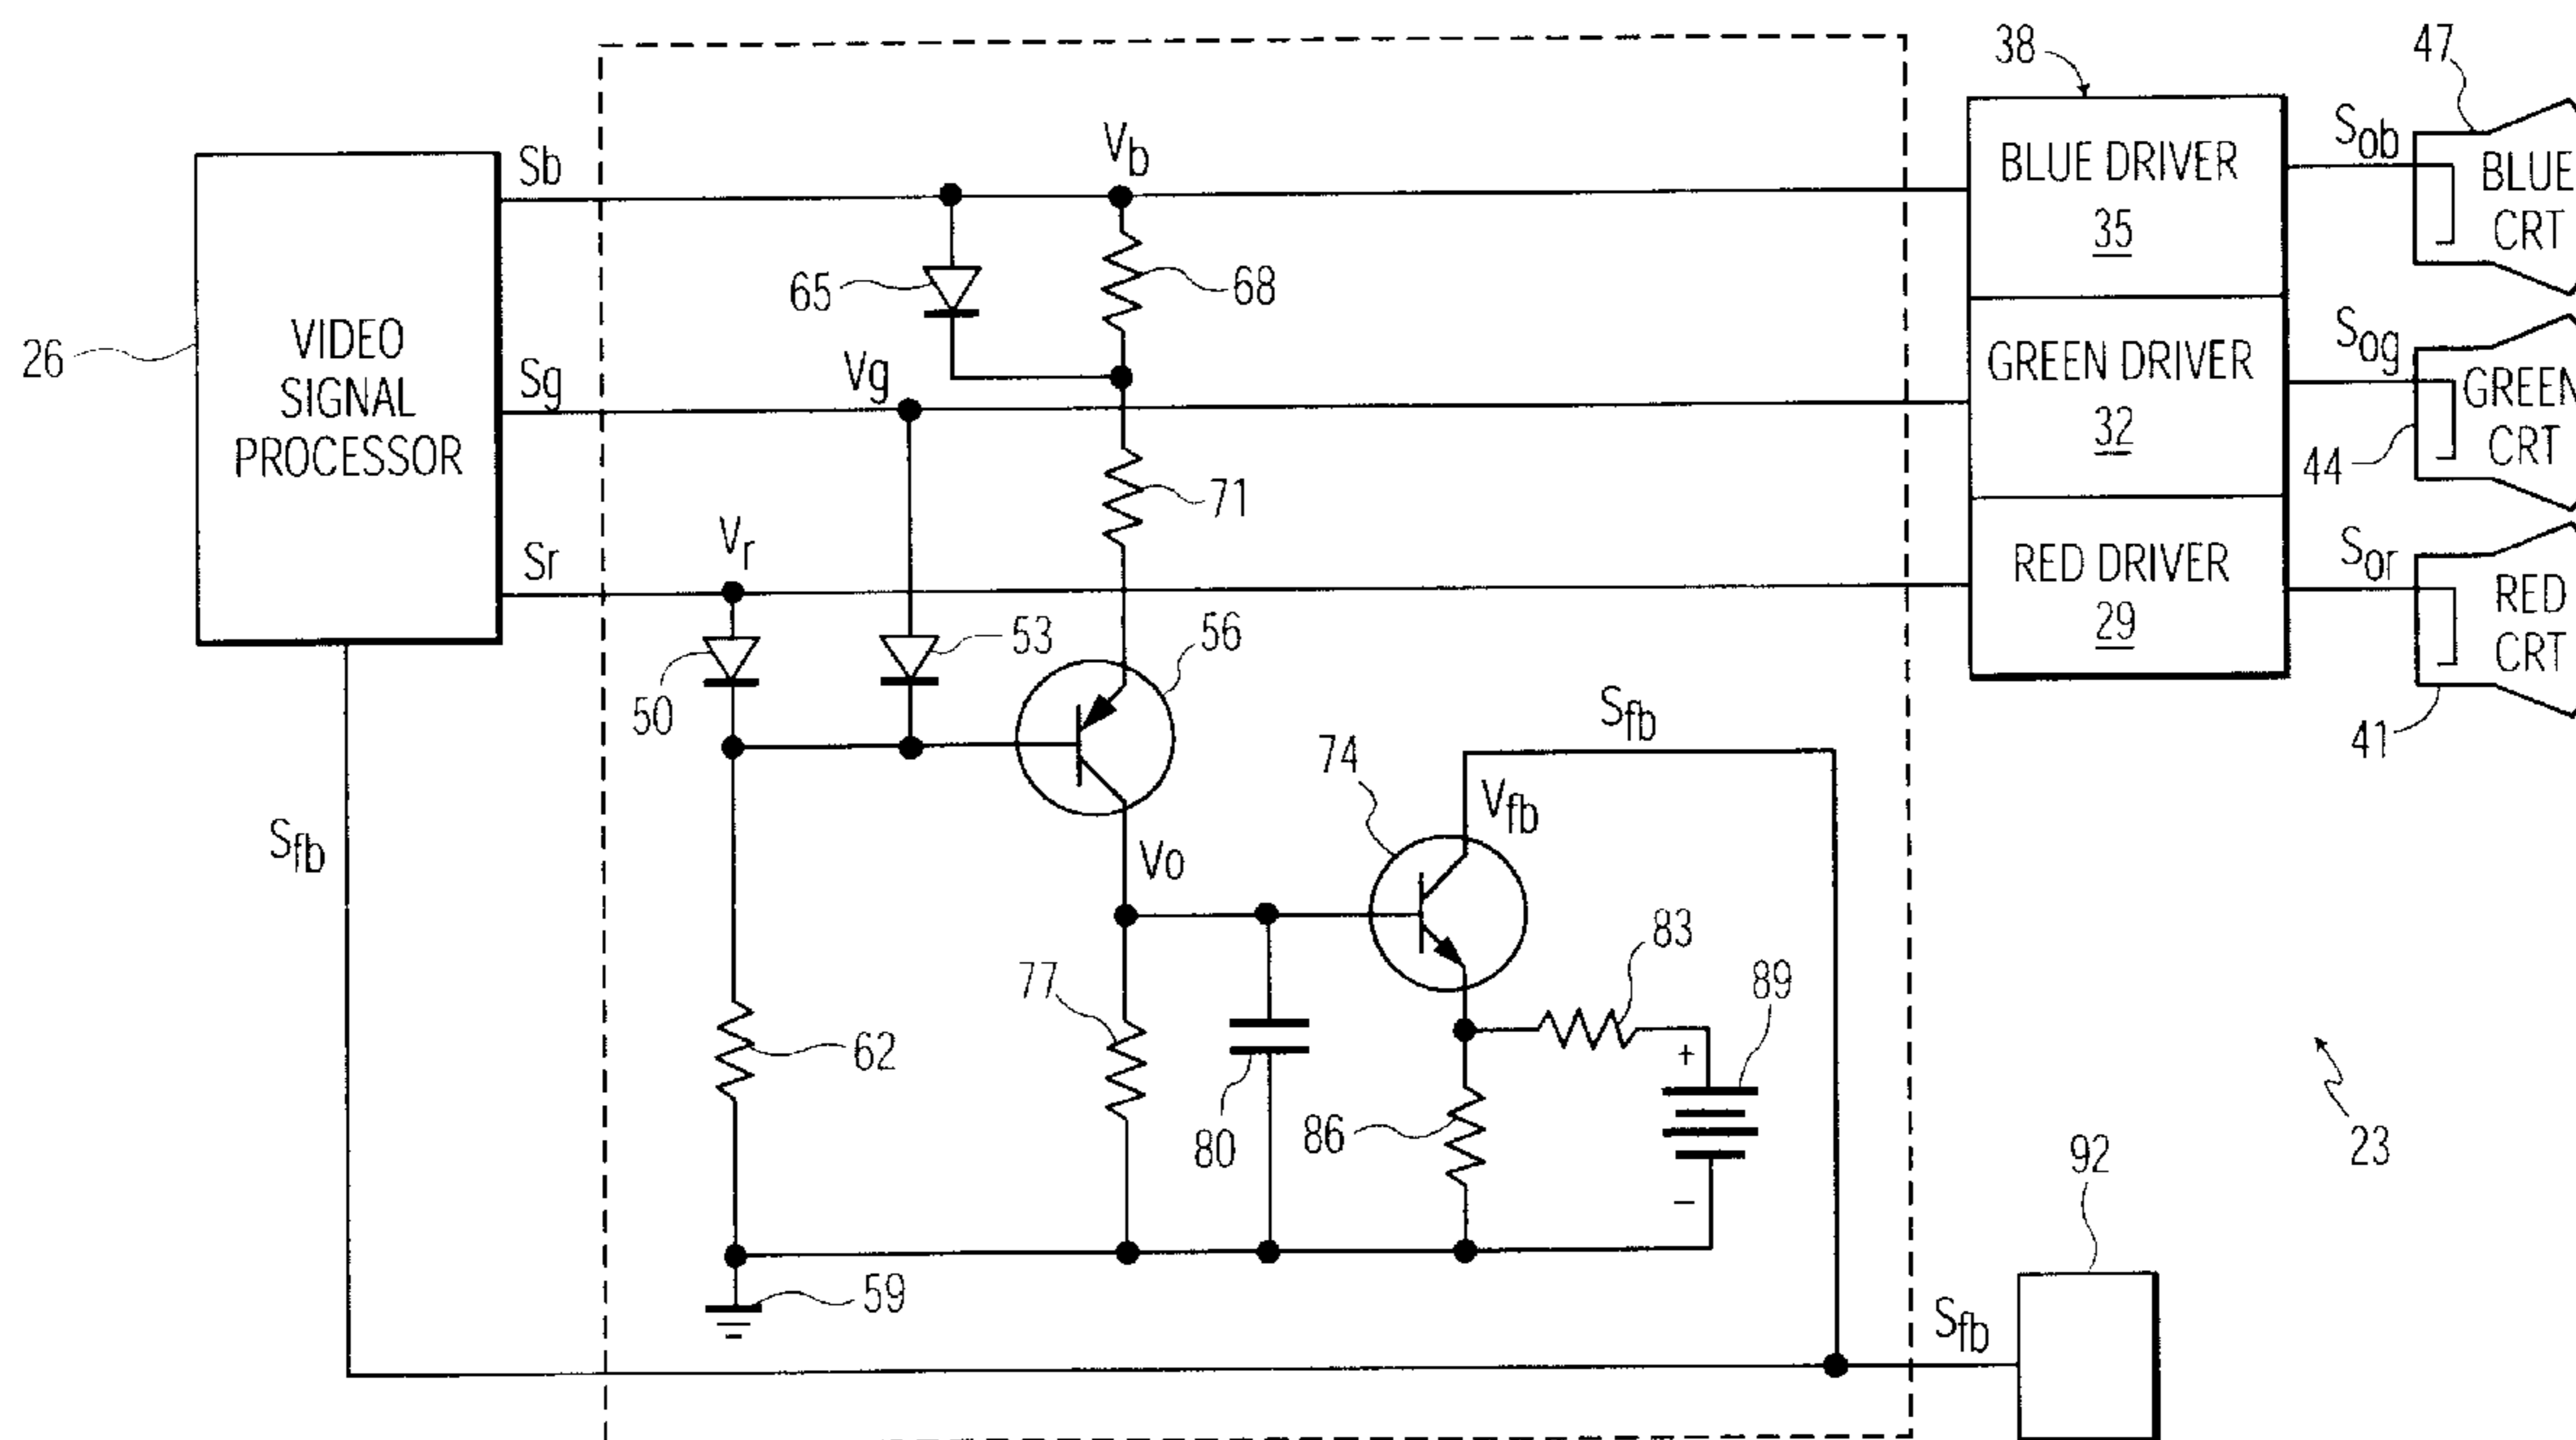 38
47
Sb
Vb
BLUE DRIVER
35
Sob
BLUE
CRT
65
68
26
VIDEO
SIGNAL
PROCESSOR
Sg
Vg
GREEN DRIVER
32
Sog
GREEN
CRT
44
71
Sr
Vr
RED DRIVER
29
Sor
RED
CRT
41
50
53
56
Sfb
74
Vfb
Sfb
Vo
77
83
89
+
62
80
86
−
23
92
59
Sfb